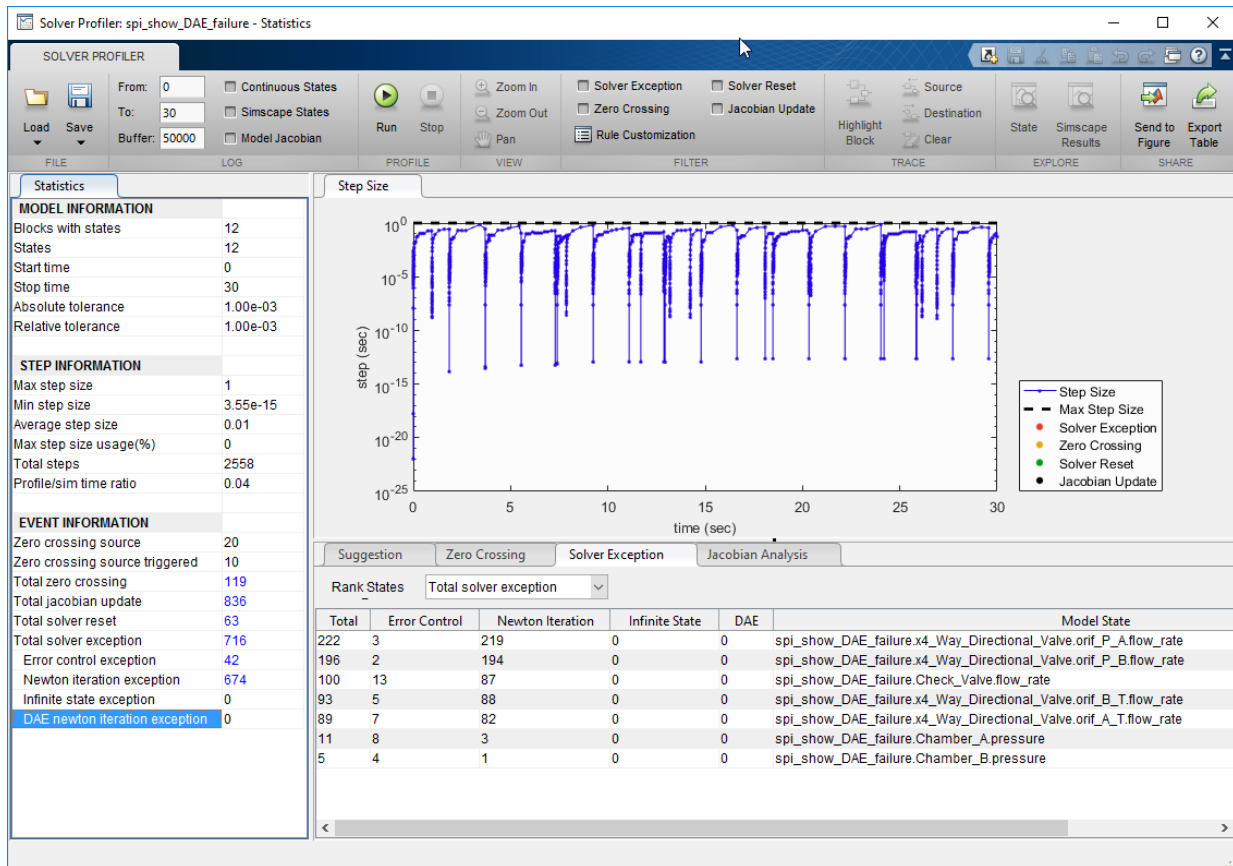 Solver Profiler: spi_show_DAE_failure - Statistics
SOLVER PROFILER
Load
Save
From: 0
To: 30
Buffer: 50000
Continuous States
Simscape States
Model Jacobian
Run
Stop
Zoom In
Zoom Out
Pan
Solver Exception
Zero Crossing
Rule Customization
Solver Reset
Jacobian Update
Highlight
Block
Source
Destination
Clear
State
Simscape
Results
Send to
Figure
Export
Table
FILE LOG PROFILE VIEW FILTER TRACE EXPLORE SHARE
Statistics
MODEL INFORMATION
Blocks with states 12
States 12
Start time 0
Stop time 30
Absolute tolerance 1.00e-03
Relative tolerance 1.00e-03
STEP INFORMATION
Max step size 1
Min step size 3.55e-15
Average step size 0.01
Max step size usage(%) 0
Total steps 2558
Profile/sim time ratio 0.04
EVENT INFORMATION
Zero crossing source 20
Zero crossing source triggered 10
Total zero crossing 119
Total jacobian update 836
Total solver reset 63
Total solver exception 716
Error control exception 42
Newton iteration exception 674
Infinite state exception 0
DAE newton iteration exception 0
Step Size
10^0
10^-5
10^-10
10^-15
10^-20
10^-25
step (sec)
0 5 10 15 20 25 30
time (sec)
Step Size
Max Step Size
Solver Exception
Zero Crossing
Solver Reset
Jacobian Update
Suggestion Zero Crossing Solver Exception Jacobian Analysis
Rank States Total solver exception
Total Error Control Newton Iteration Infinite State DAE Model State
222 3 219 0 0 spi_show_DAE_failure.x4_Way_Directional_Valve.orif_P_A.flow_rate
196 2 194 0 0 spi_show_DAE_failure.x4_Way_Directional_Valve.orif_P_B.flow_rate
100 13 87 0 0 spi_show_DAE_failure.Check_Valve.flow_rate
93 5 88 0 0 spi_show_DAE_failure.x4_Way_Directional_Valve.orif_B_T.flow_rate
89 7 82 0 0 spi_show_DAE_failure.x4_Way_Directional_Valve.orif_A_T.flow_rate
11 8 3 0 0 spi_show_DAE_failure.Chamber_A.pressure
5 4 1 0 0 spi_show_DAE_failure.Chamber_B.pressure